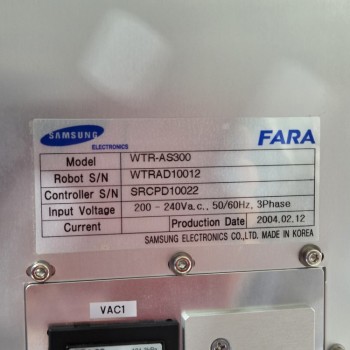 SAMSUNG
ELECTRONICS
FARA
Model WTR-AS300
Robot S/N WTRAD10012
Controller S/N SRCPD10022
Input Voltage 200 - 240Va.c., 50/60Hz, 3Phase
Current Production Date 2004.02.12
SAMSUNG ELECTRONICS CO.,LTD. MADE IN KOREA
VAC1